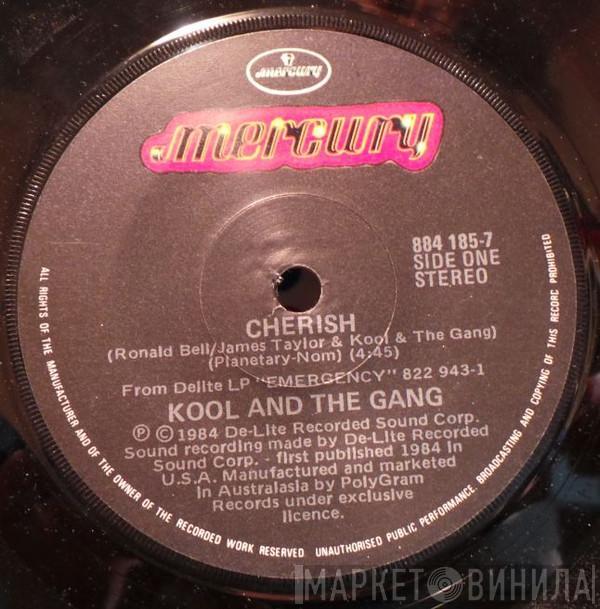 mercury
mercury
884 185-7
SIDE ONE
STEREO
CHERISH
(Ronald Bell/James Taylor & Kool & The Gang)
(Planetary-Nom) (4:45)
From Delite LP "EMERGENCY" 822 943-1
KOOL AND THE GANG
℗ © 1984 De-Lite Recorded Sound Corp.
Sound recording made by De-Lite Recorded
Sound Corp. - first published 1984 in
U.S.A. Manufactured and marketed
in Australasia by PolyGram
Records under exclusive
licence.
ALL RIGHTS OF THE MANUFACTURER AND OF THE OWNER OF THE RECORDED WORK RESERVED UNAUTHORISED PUBLIC PERFORMANCE, BROADCASTING AND COPYING OF THIS RECORD PROHIBITED
МАРКЕТ ВИНИЛА